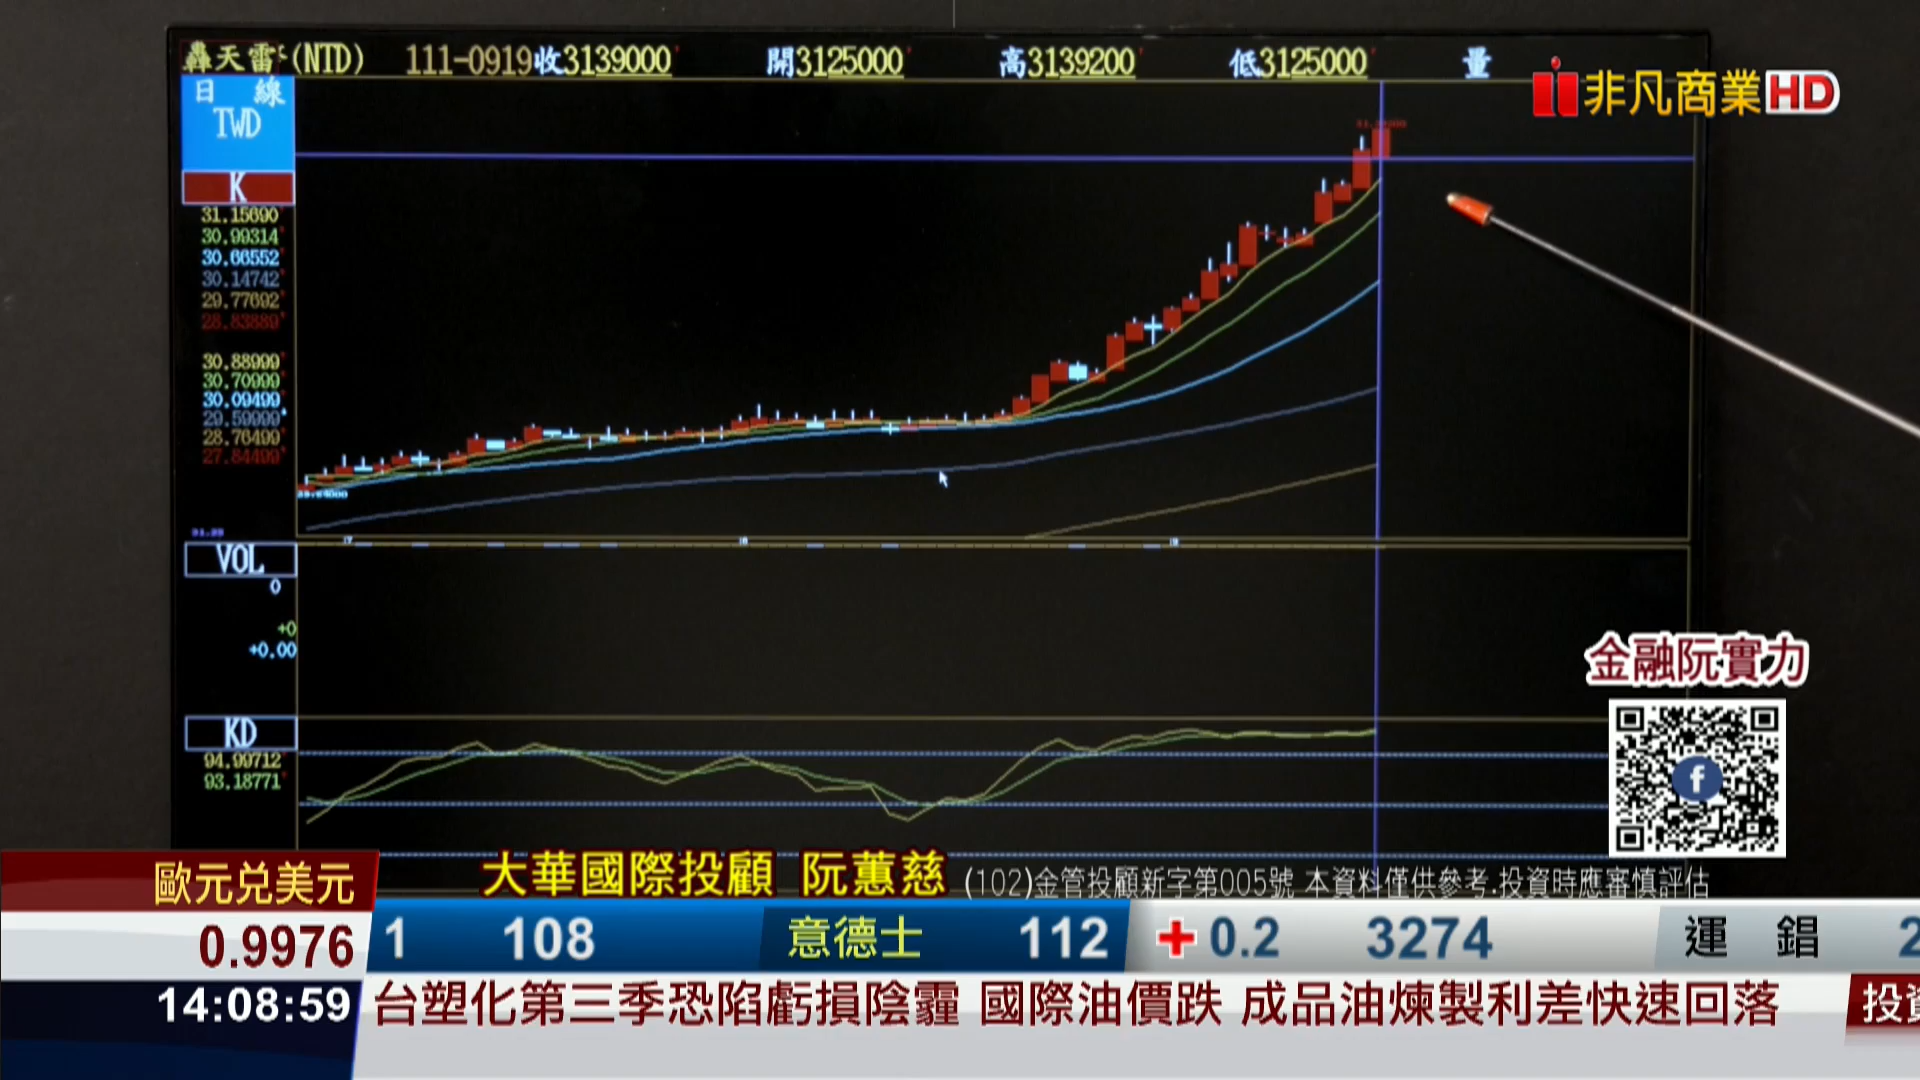 轟天雷(NTD) 111-0919收3139000 開3125000 高3139200 低3125000 量
非凡商業HD
日 線
TWD
K
31.15690
30.99314
30.66552
30.14742
29.77692
28.83889
30.88999
30.70999
30.09499
29.59999
28.76499
27.84499
VOL
0
+0
+0.00
KD
94.99712
93.18771
金融阮實力
f
大華國際投顧 阮蕙慈 (102)金管投顧新字第005號 本資料僅供參考.投資時應審慎評估
歐元兌美元
0.9976
1 108 意德士 112 0.2 3274 運 錩 2
14:08:59
台塑化第三季恐陷虧損陰霾 國際油價跌 成品油煉製利差快速回落